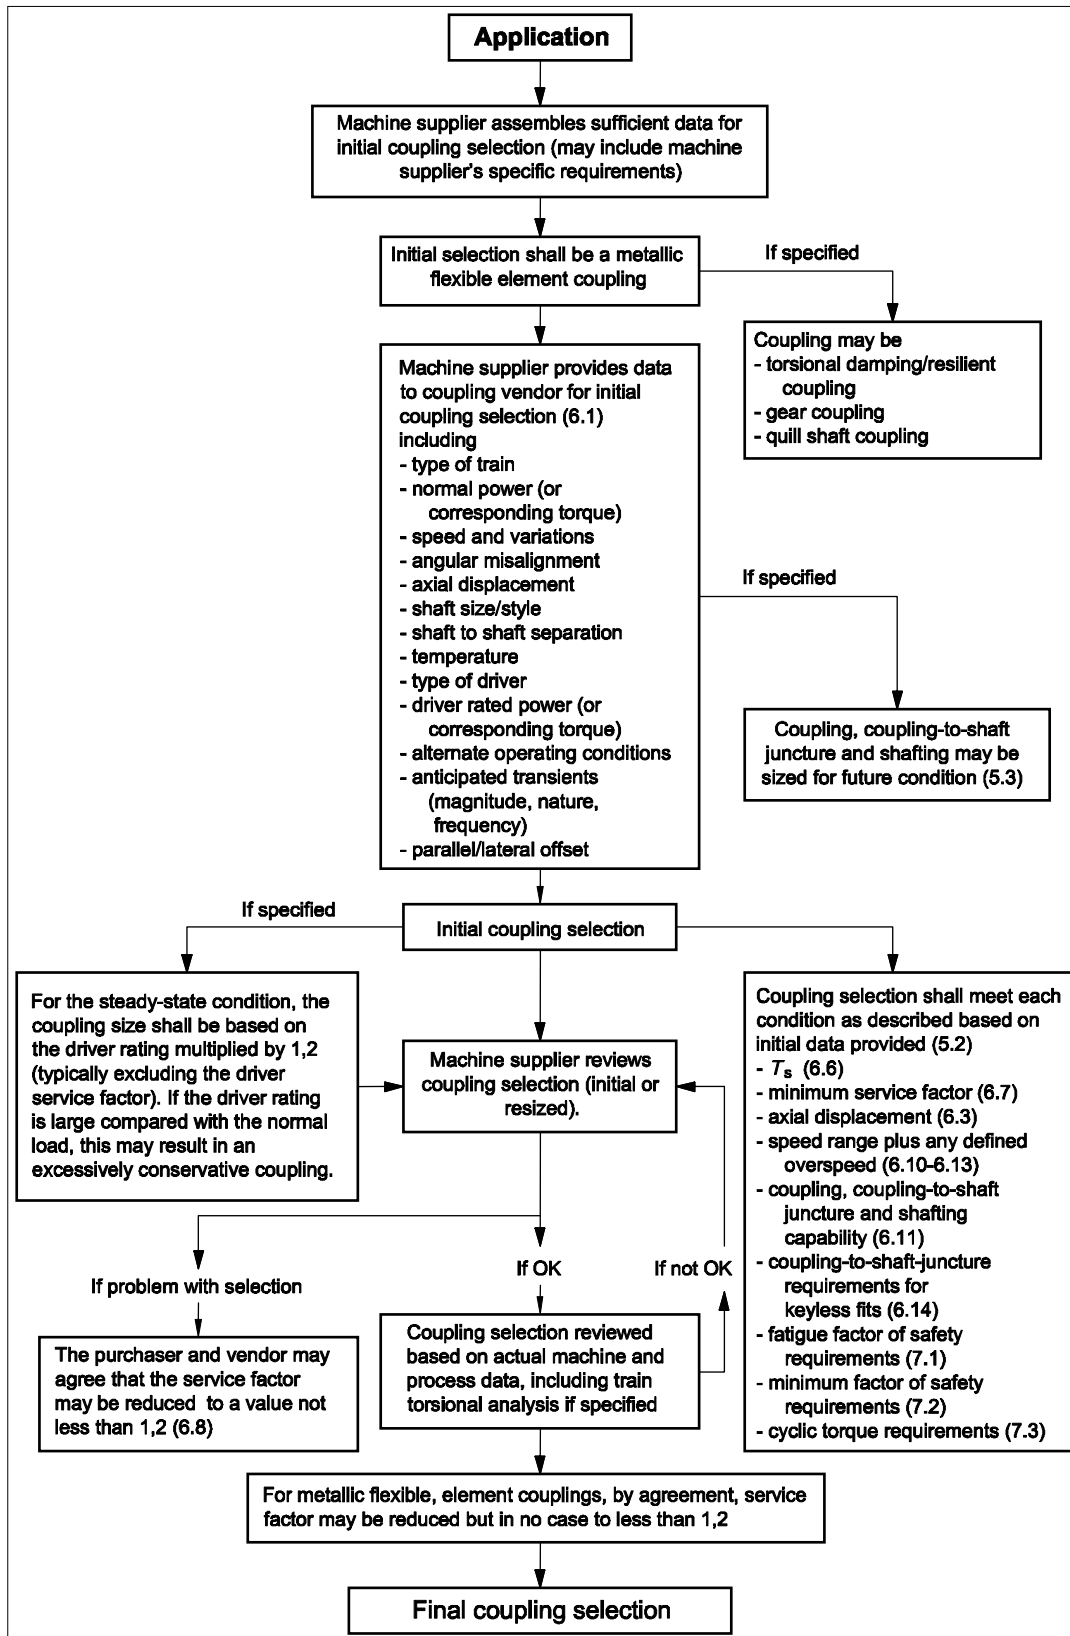 Application
Machine supplier assembles sufficient data for
initial coupling selection (may include machine
supplier's specific requirements)
Initial selection shall be a metallic
flexible element coupling
If specified
Coupling may be
- torsional damping/resilient
coupling
- gear coupling
- quill shaft coupling
Machine supplier provides data
to coupling vendor for initial
coupling selection (6.1)
including
- type of train
- normal power (or
corresponding torque)
- speed and variations
- angular misalignment
- axial displacement
- shaft size/style
- shaft to shaft separation
- temperature
- type of driver
- driver rated power (or
corresponding torque)
- alternate operating conditions
- anticipated transients
(magnitude, nature,
frequency)
- parallel/lateral offset
If specified
Coupling, coupling-to-shaft
juncture and shafting may be
sized for future condition (5.3)
If specified
Initial coupling selection
For the steady-state condition, the
coupling size shall be based on
the driver rating multiplied by 1,2
(typically excluding the driver
service factor). If the driver rating
is large compared with the normal
load, this may result in an
excessively conservative coupling.
Machine supplier reviews
coupling selection (initial or
resized).
Coupling selection shall meet each
condition as described based on
initial data provided (5.2)
- Ts (6.6)
- minimum service factor (6.7)
- axial displacement (6.3)
- speed range plus any defined
overspeed (6.10-6.13)
- coupling, coupling-to-shaft
juncture and shafting
capability (6.11)
- coupling-to-shaft-juncture
requirements for
keyless fits (6.14)
- fatigue factor of safety
requirements (7.1)
- minimum factor of safety
requirements (7.2)
- cyclic torque requirements (7.3)
If problem with selection
If OK
If not OK
The purchaser and vendor may
agree that the service factor
may be reduced to a value not
less than 1,2 (6.8)
Coupling selection reviewed
based on actual machine and
process data, including train
torsional analysis if specified
For metallic flexible, element couplings, by agreement, service
factor may be reduced but in no case to less than 1,2
Final coupling selection